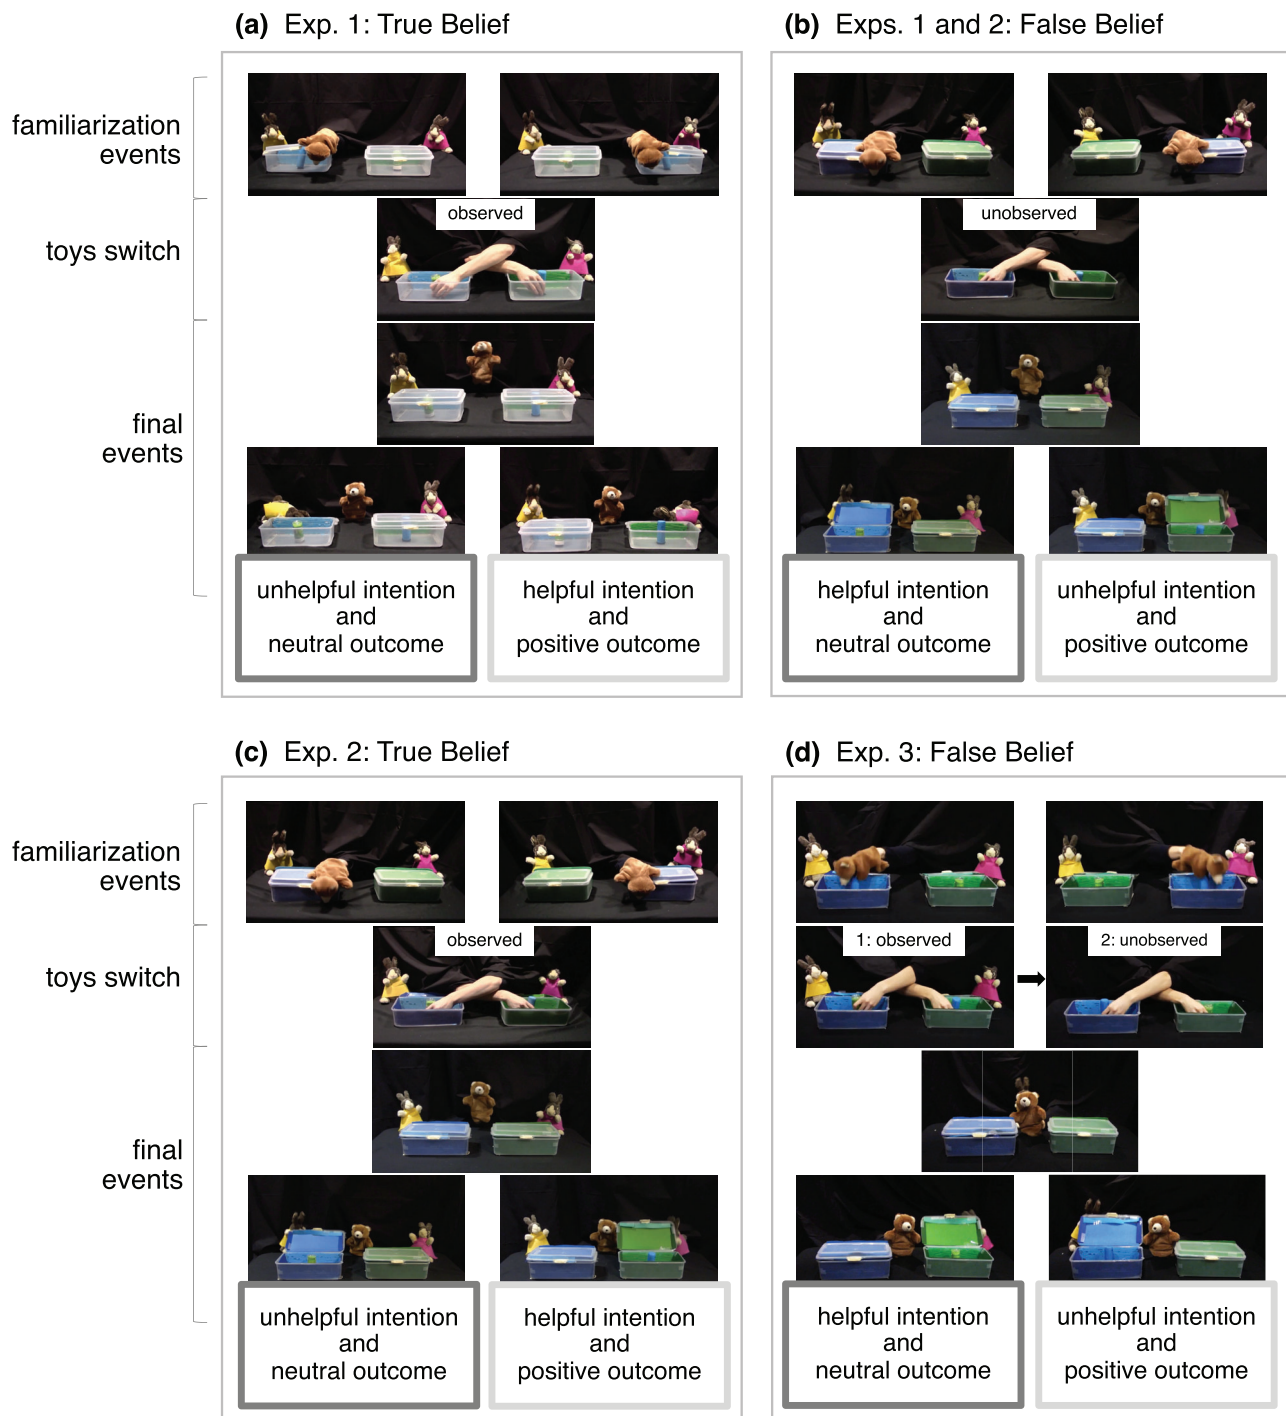 (a) Exp. 1: True Belief
familiarization
events
toys switch
observed
final
events
unhelpful intention
and
neutral outcome
helpful intention
and
positive outcome
(b) Exps. 1 and 2: False Belief
unobserved
helpful intention
and
neutral outcome
unhelpful intention
and
positive outcome
(c) Exp. 2: True Belief
familiarization
events
toys switch
observed
final
events
unhelpful intention
and
neutral outcome
helpful intention
and
positive outcome
(d) Exp. 3: False Belief
1: observed
2: unobserved
helpful intention
and
neutral outcome
unhelpful intention
and
positive outcome